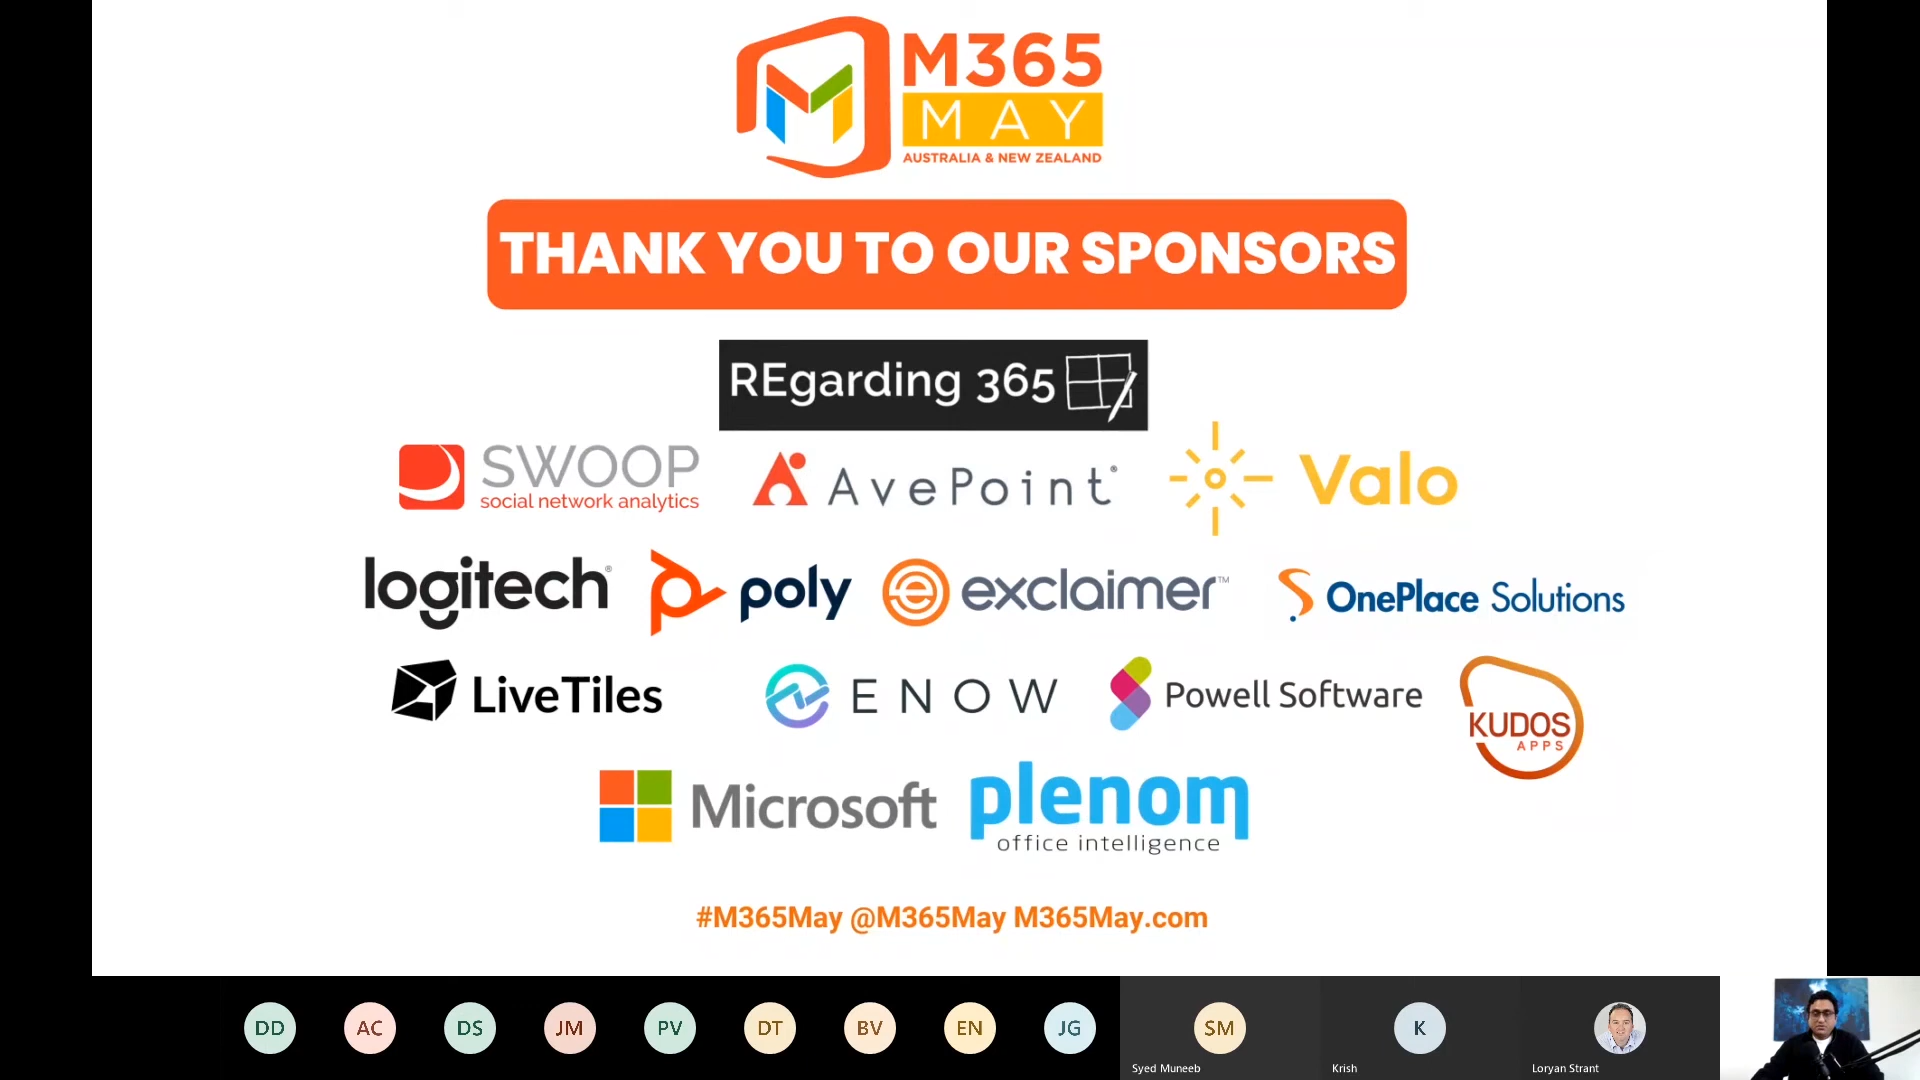 M365
MAY
AUSTRALIA & NEW ZEALAND
THANK YOU TO OUR SPONSORS
REgarding 365
SWOOP
social network analytics
AvePoint®
Valo
logitech®
poly
exclaimer™
OnePlace Solutions
LiveTiles
ENOW
Powell Software
KUDOS
APPS
Microsoft
plenom
office intelligence
#M365May @M365May M365May.com
DD
AC
DS
JM
PV
DT
BV
EN
JG
SM
K
Syed Muneeb
Krish
Loryan Strant